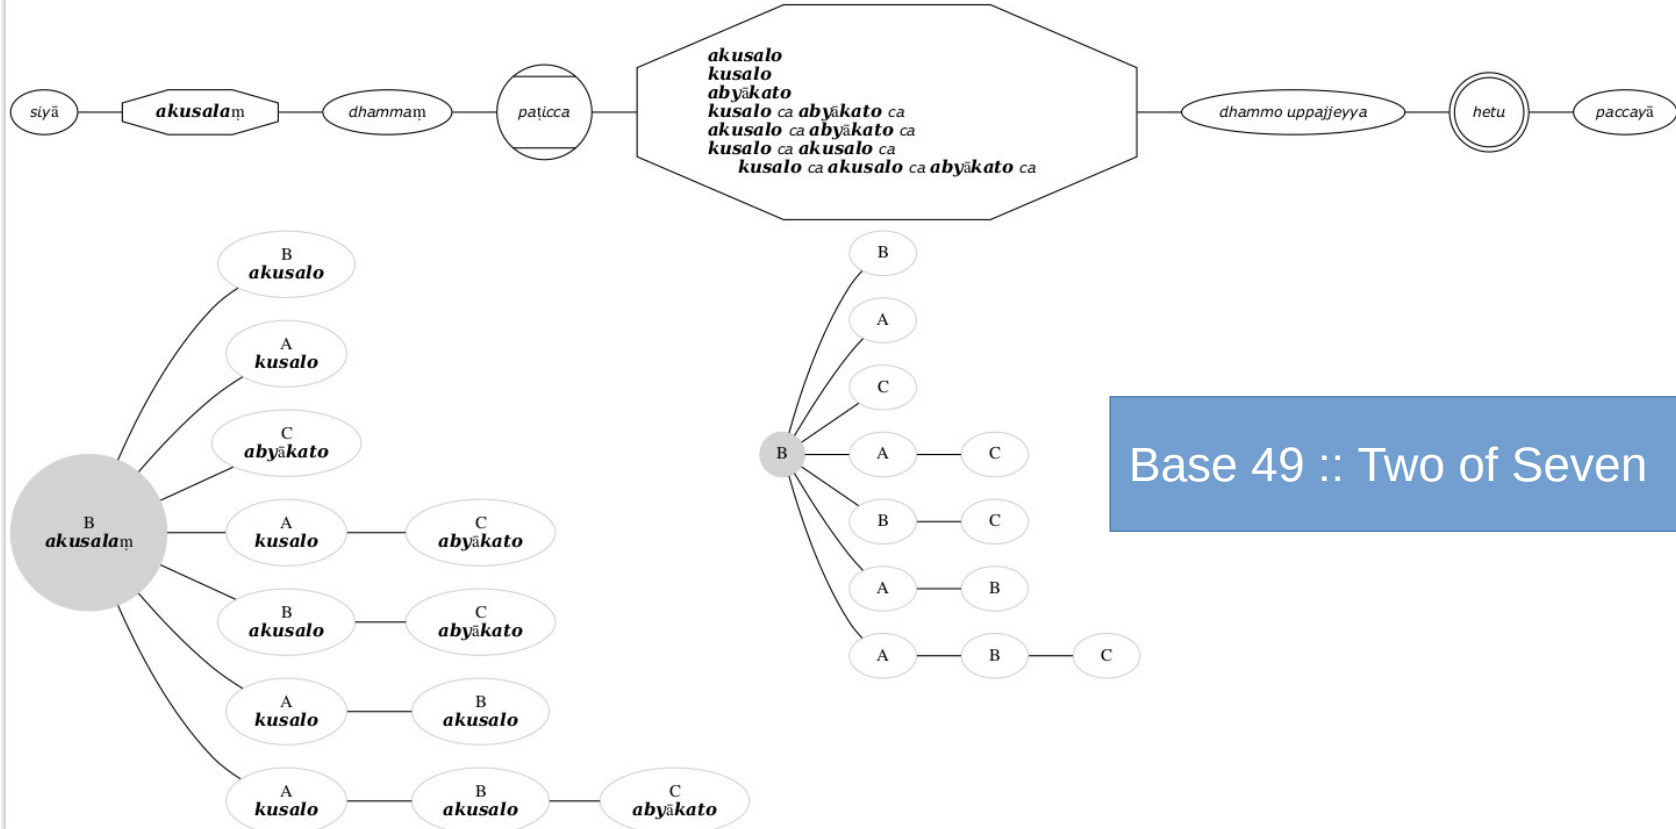 siyā
akusalaṃ
dhammaṃ
paṭicca
akusalo
kusalo
abyākato
kusalo ca abyākato ca
akusalo ca abyākato ca
kusalo ca akusalo ca
kusalo ca akusalo ca abyākato ca
dhammo uppajjeyya
hetu
paccayā
B
akusalaṃ
B
akusalo
A
kusalo
C
abyākato
A
kusalo
C
abyākato
B
akusalo
C
abyākato
A
kusalo
B
akusalo
A
kusalo
B
akusalo
C
abyākato
B
B
A
C
A C
B C
A B
A B C
Base 49 :: Two of Seven